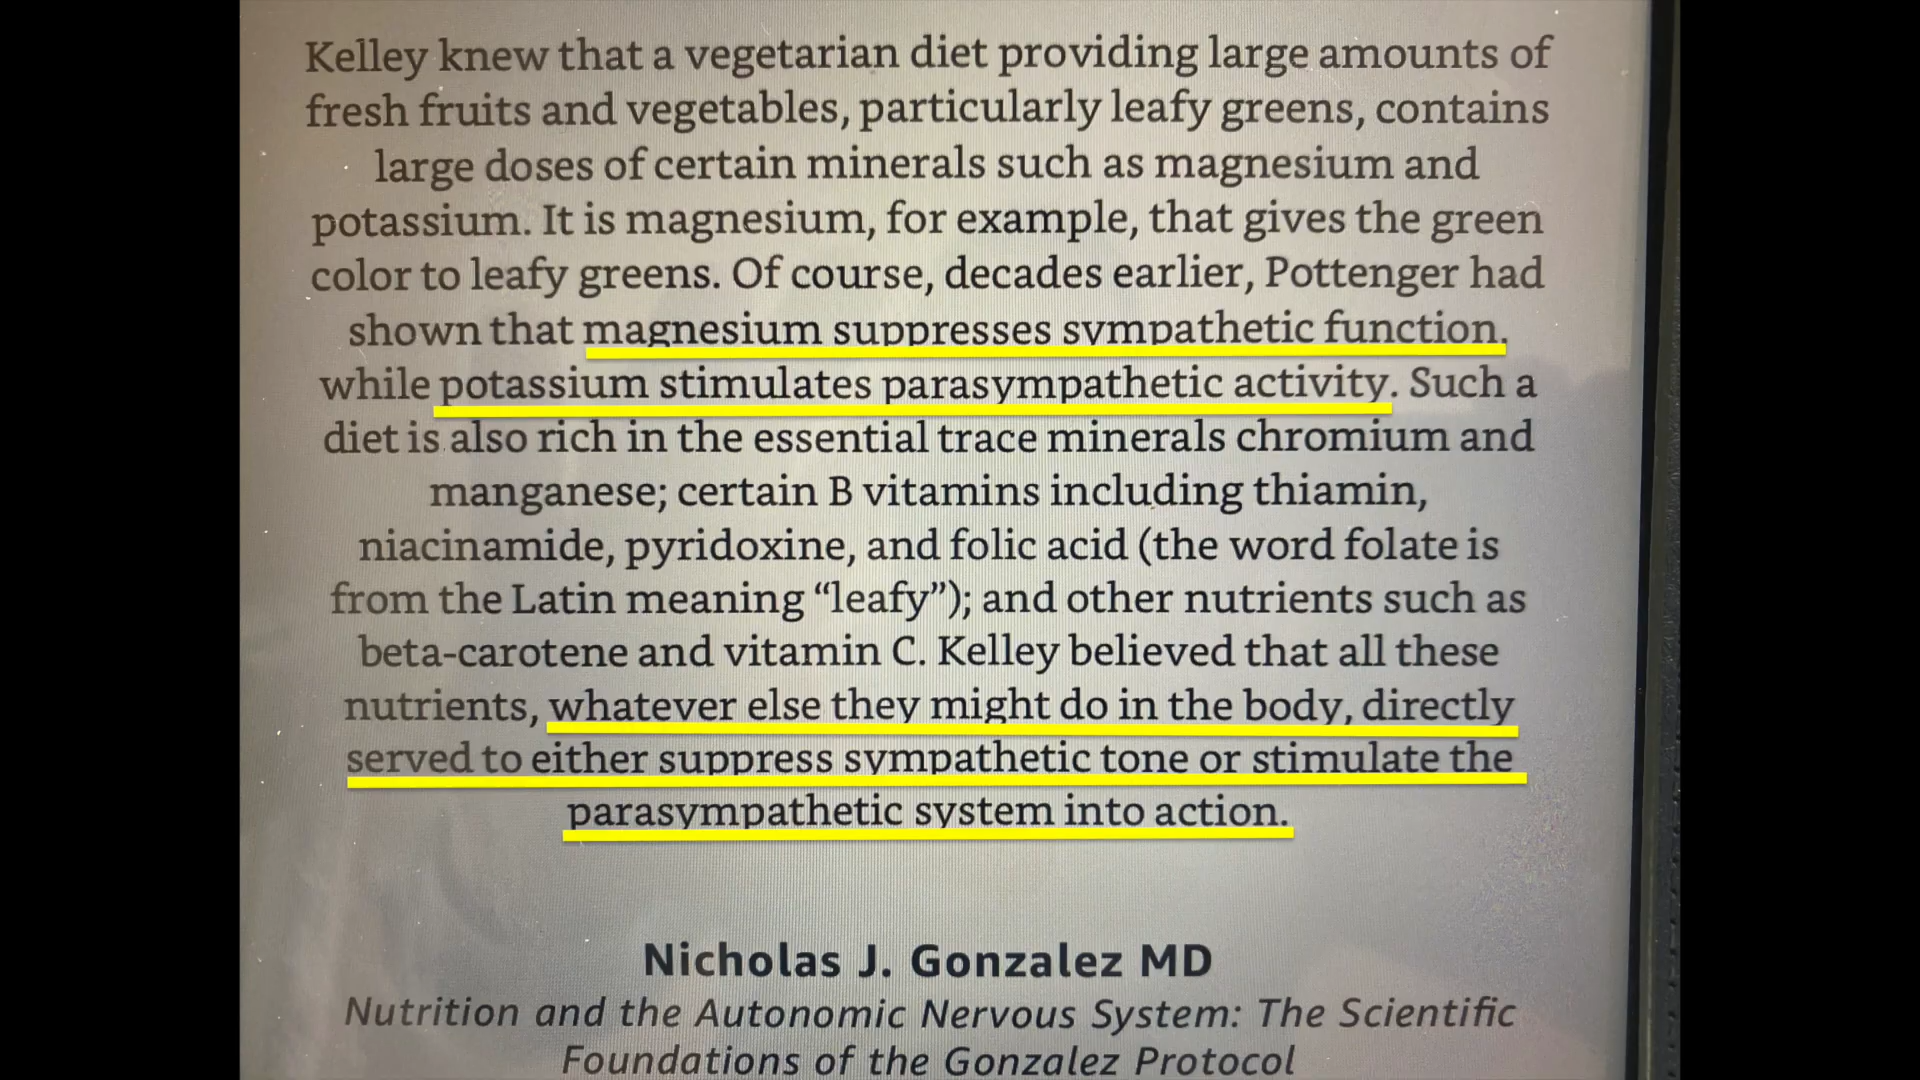 Kelley knew that a vegetarian diet providing large amounts of
fresh fruits and vegetables, particularly leafy greens, contains
large doses of certain minerals such as magnesium and
potassium. It is magnesium, for example, that gives the green
color to leafy greens. Of course, decades earlier, Pottenger had
shown that magnesium suppresses sympathetic function,
while potassium stimulates parasympathetic activity. Such a
diet is also rich in the essential trace minerals chromium and
manganese; certain B vitamins including thiamin,
niacinamide, pyridoxine, and folic acid (the word folate is
from the Latin meaning “leafy”); and other nutrients such as
beta-carotene and vitamin C. Kelley believed that all these
nutrients, whatever else they might do in the body, directly
served to either suppress sympathetic tone or stimulate the
parasympathetic system into action.
Nicholas J. Gonzalez MD
Nutrition and the Autonomic Nervous System: The Scientific
Foundations of the Gonzalez Protocol